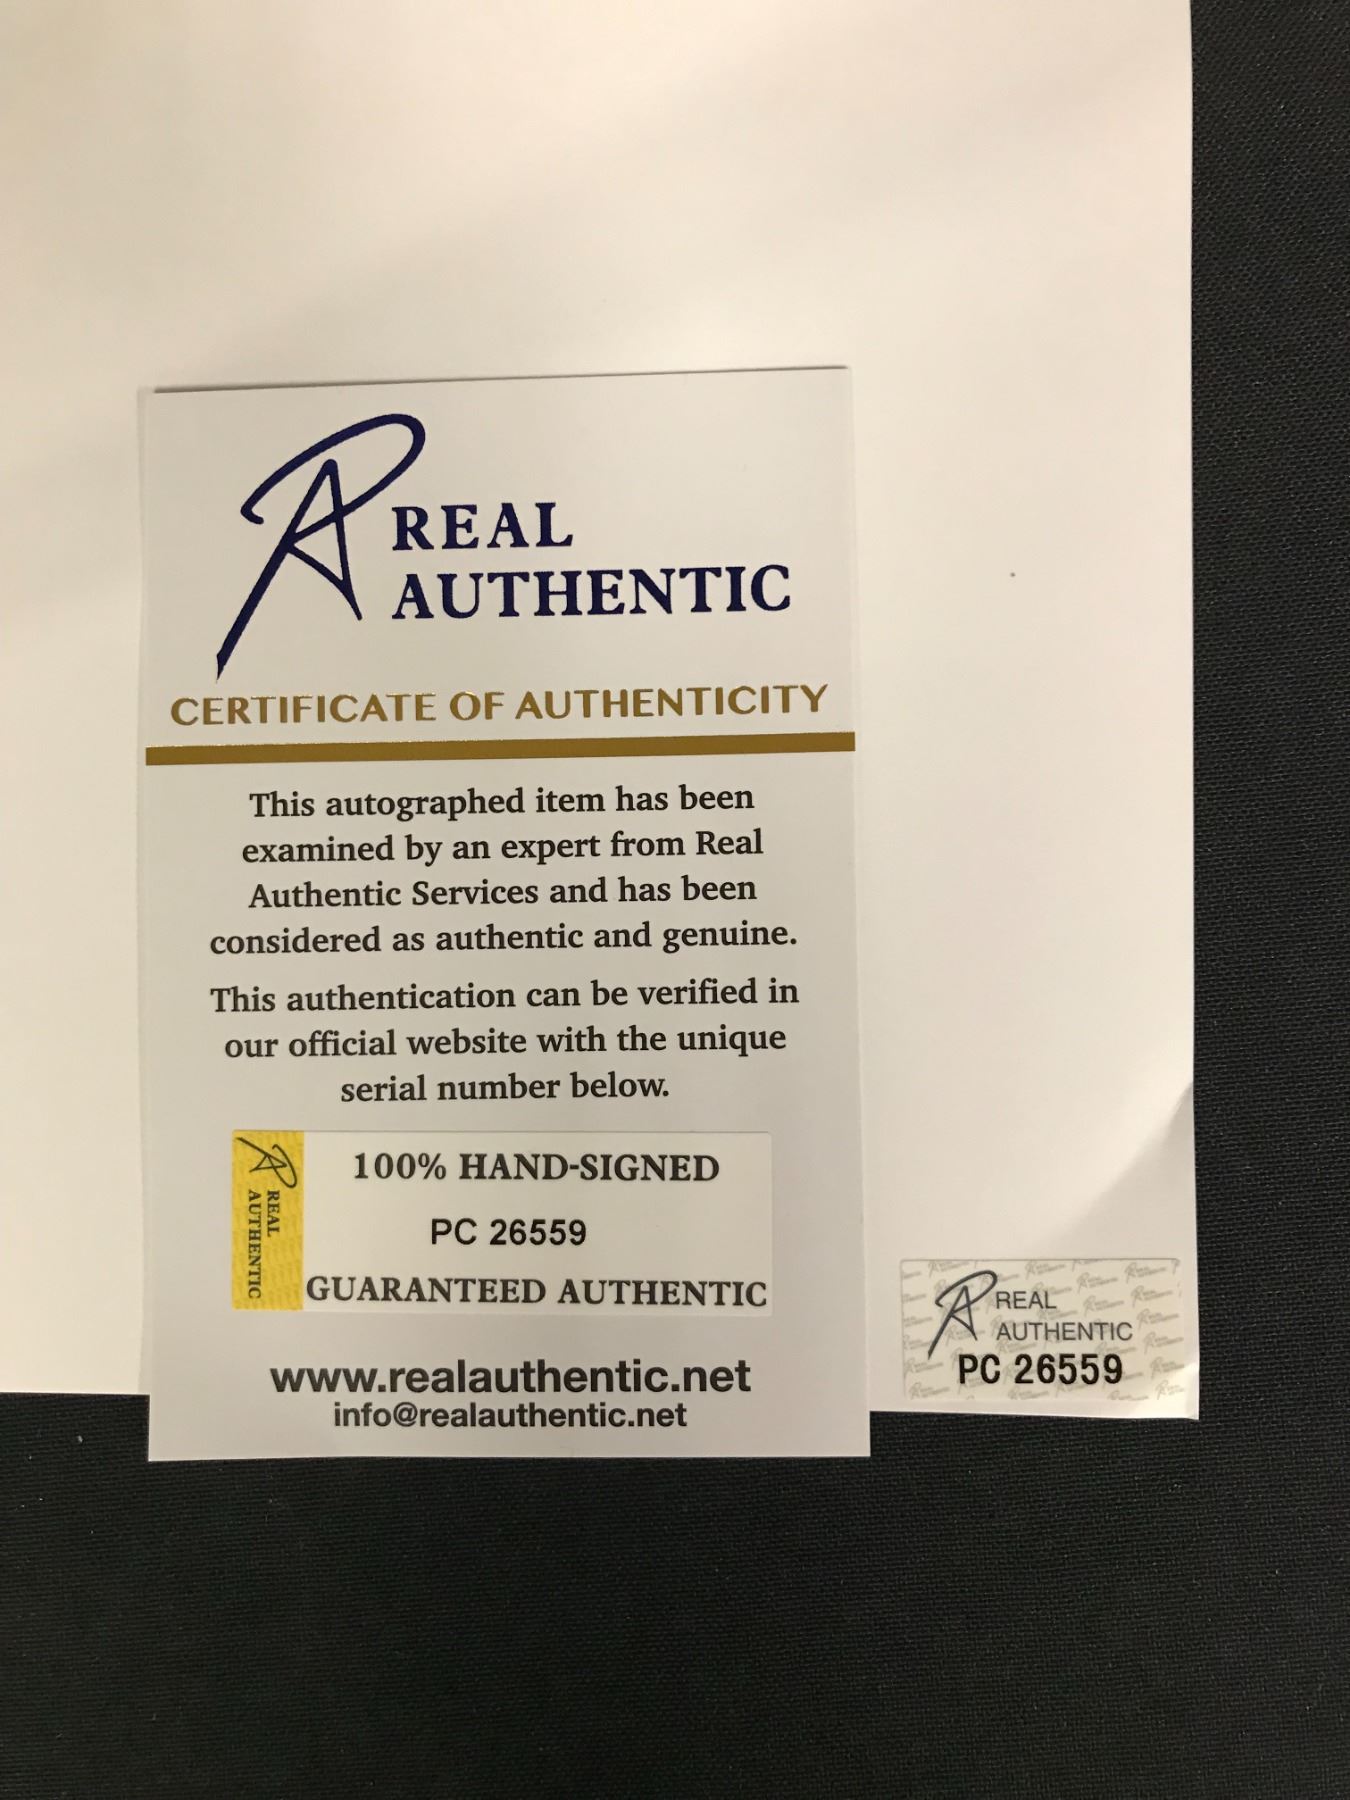 REAL
AUTHENTIC
CERTIFICATE OF AUTHENTICITY
This autographed item has been
examined by an expert from Real
Authentic Services and has been
considered as authentic and genuine.
This authentication can be verified in
our official website with the unique
serial number below.
REAL
AUTHENTIC
100% HAND-SIGNED
PC 26559
GUARANTEED AUTHENTIC
www.realauthentic.net
info@realauthentic.net
REAL
AUTHENTIC
PC 26559